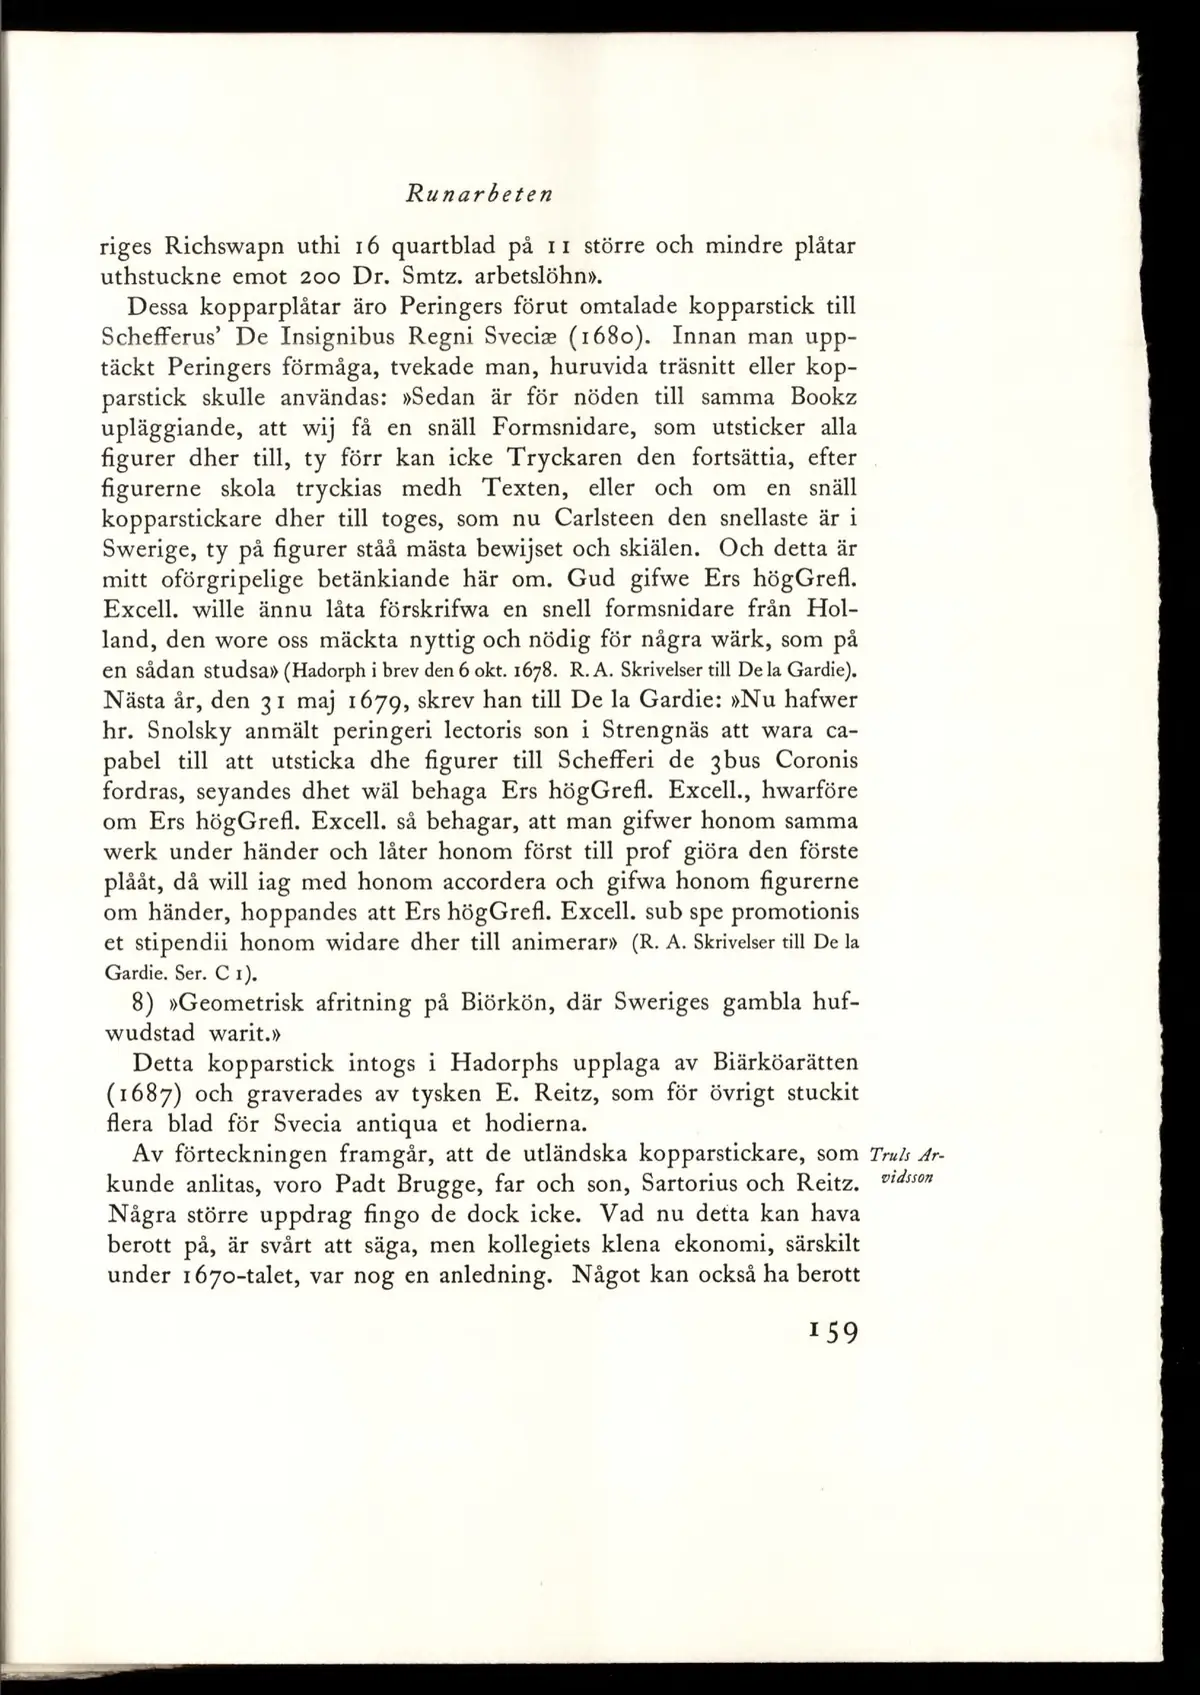 Runarbeten
riges Richswapn uthi 16 quartblad på 11 större och mindre plåtar
uthstuckne emot 200 Dr. Smtz. arbetslöhn».
Dessa kopparplåtar äro Peringers förut omtalade kopparstick till
Schefferus' De Insignibus Regni Sveciæ (1680). Innan man upp-
täckt Peringers förmåga, tvekade man, huruvida träsnitt eller kop-
parstick skulle användas: »Sedan är för nöden till samma Bookz
upläggiande, att wij få en snäll Formsnidare, som utsticker alla
figurer dher till, ty förr kan icke Tryckaren den fortsättia, efter
figurerne skola tryckias medh Texten, eller och om en snäll
kopparstickare dher till toges, som nu Carlsteen den snellaste är i
Swerige, ty på figurer ståå mästa bewijset och skiälen. Och detta är
mitt oförgripelige betänkiande här om. Gud gifwe Ers högGrefl.
Excell. wille ännu låta förskrifwa en snell formsnidare från Hol-
land, den wore oss mäckta nyttig och nödig för några wärk, som på
en sådan studsa» (Hadorph i brev den 6 okt. 1678. R. A. Skrivelser till De la Gardie).
Nästa år, den 31 maj 1679, skrev han till De la Gardie: »Nu hafwer
hr. Snolsky anmält peringeri lectoris son i Strengnäs att wara ca-
pabel till att utsticka dhe figurer till Schefferi de 3bus Coronis
fordras, seyandes dhet wäl behaga Ers högGrefl. Excell., hwarföre
om Ers högGrefl. Excell. så behagar, att man gifwer honom samma
werk under händer och låter honom först till prof giöra den förste
plååt, då will iag med honom accordera och gifwa honom figurerne
om händer, hoppandes att Ers högGrefl. Excell. sub spe promotionis
et stipendii honom widare dher till animerar» (R. A. Skrivelser till De la
Gardie. Ser. C 1).
8) »Geometrisk afritning på Biörkön, där Sweriges gambla huf-
wudstad warit.»
Detta kopparstick intogs i Hadorphs upplaga av Biärköarätten
(1687) och graverades av tysken E. Reitz, som för övrigt stuckit
flera blad för Svecia antiqua et hodierna.
Av förteckningen framgår, att de utländska kopparstickare, som
kunde anlitas, voro Padt Brugge, far och son, Sartorius och Reitz.
Några större uppdrag fingo de dock icke. Vad nu detta kan hava
berott på, är svårt att säga, men kollegiets klena ekonomi, särskilt
under 1670-talet, var nog en anledning. Något kan också ha berott
Truls Ar-
vidsson
159